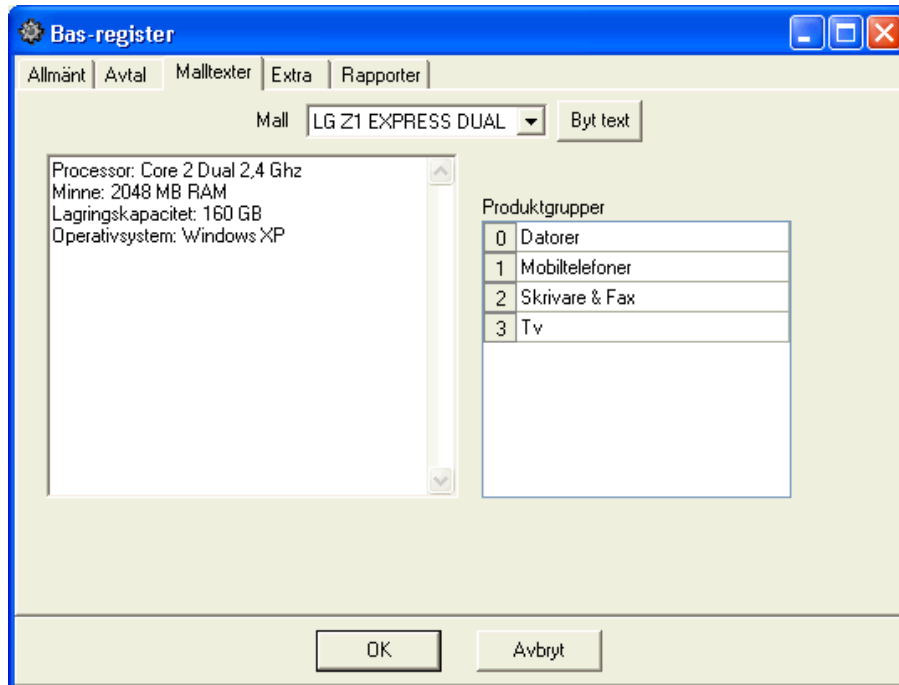 Bas-register
Allmänt Avtal Malltexter Extra Rapporter
Mall LG Z1 EXPRESS DUAL Byt text
Processor: Core 2 Dual 2,4 Ghz
Minne: 2048 MB RAM
Lagringskapacitet: 160 GB
Operativsystem: Windows XP
Produktgrupper
0 Datorer
1 Mobiltelefoner
2 Skrivare & Fax
3 Tv
OK Avbryt